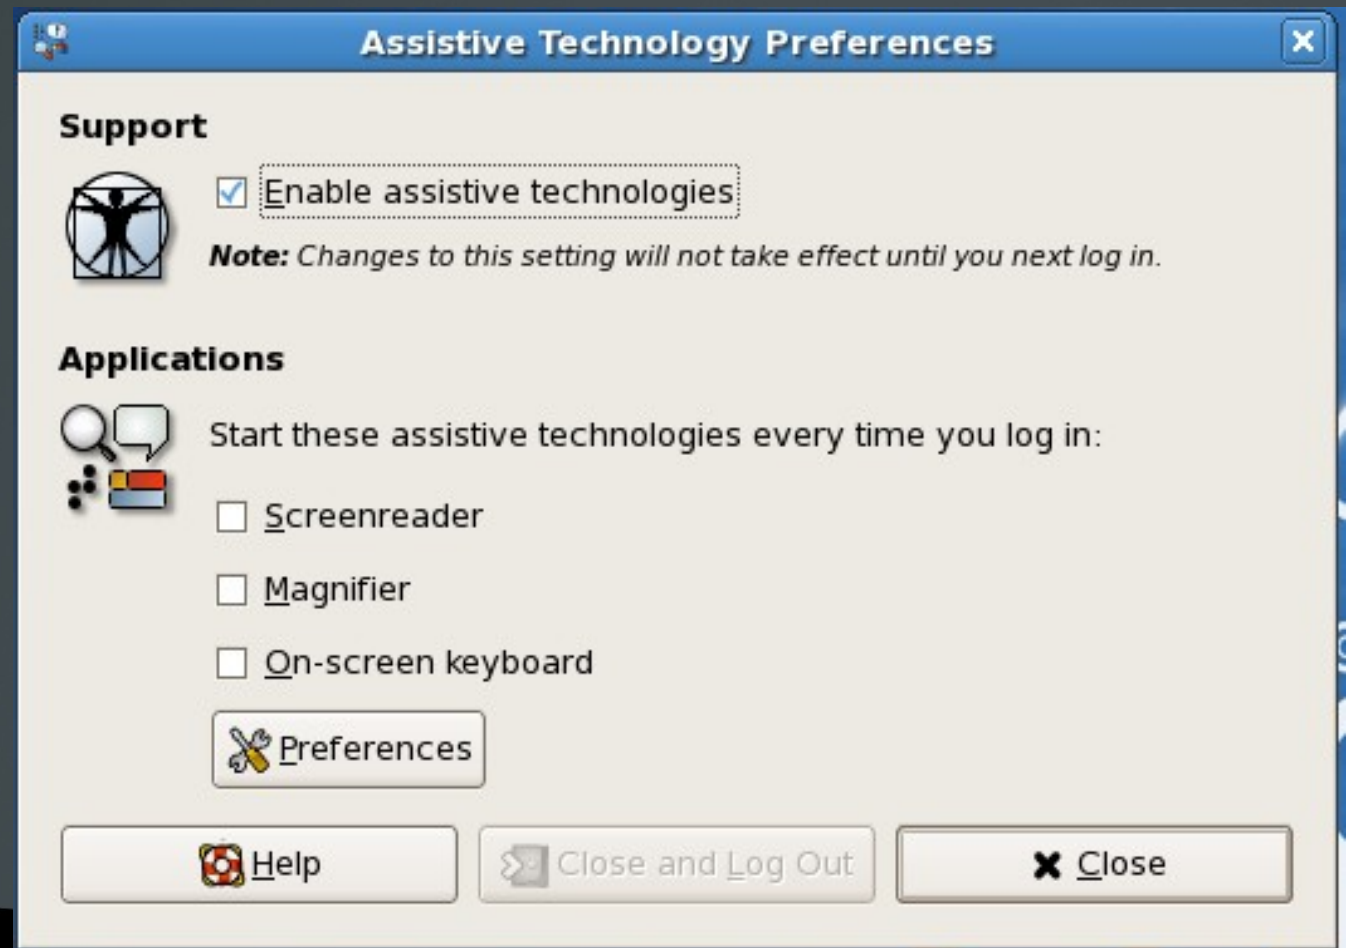 Assistive Technology Preferences
Support
Enable assistive technologies
Note: Changes to this setting will not take effect until you next log in.
Applications
Start these assistive technologies every time you log in:
Screenreader
Magnifier
On-screen keyboard
Preferences
Help
Close and Log Out
Close